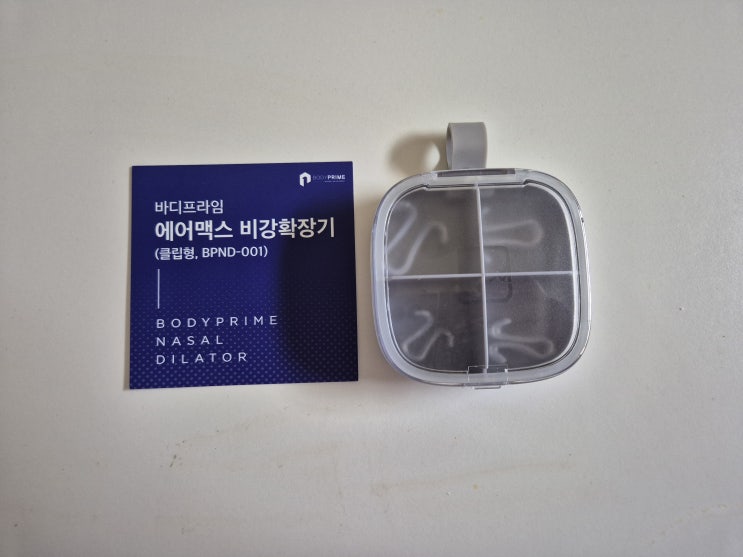 BODYPRIME
바디프라임
에어맥스 비강확장기
(클립형, BPND-001)
BODYPRIME
NASAL
DILATOR